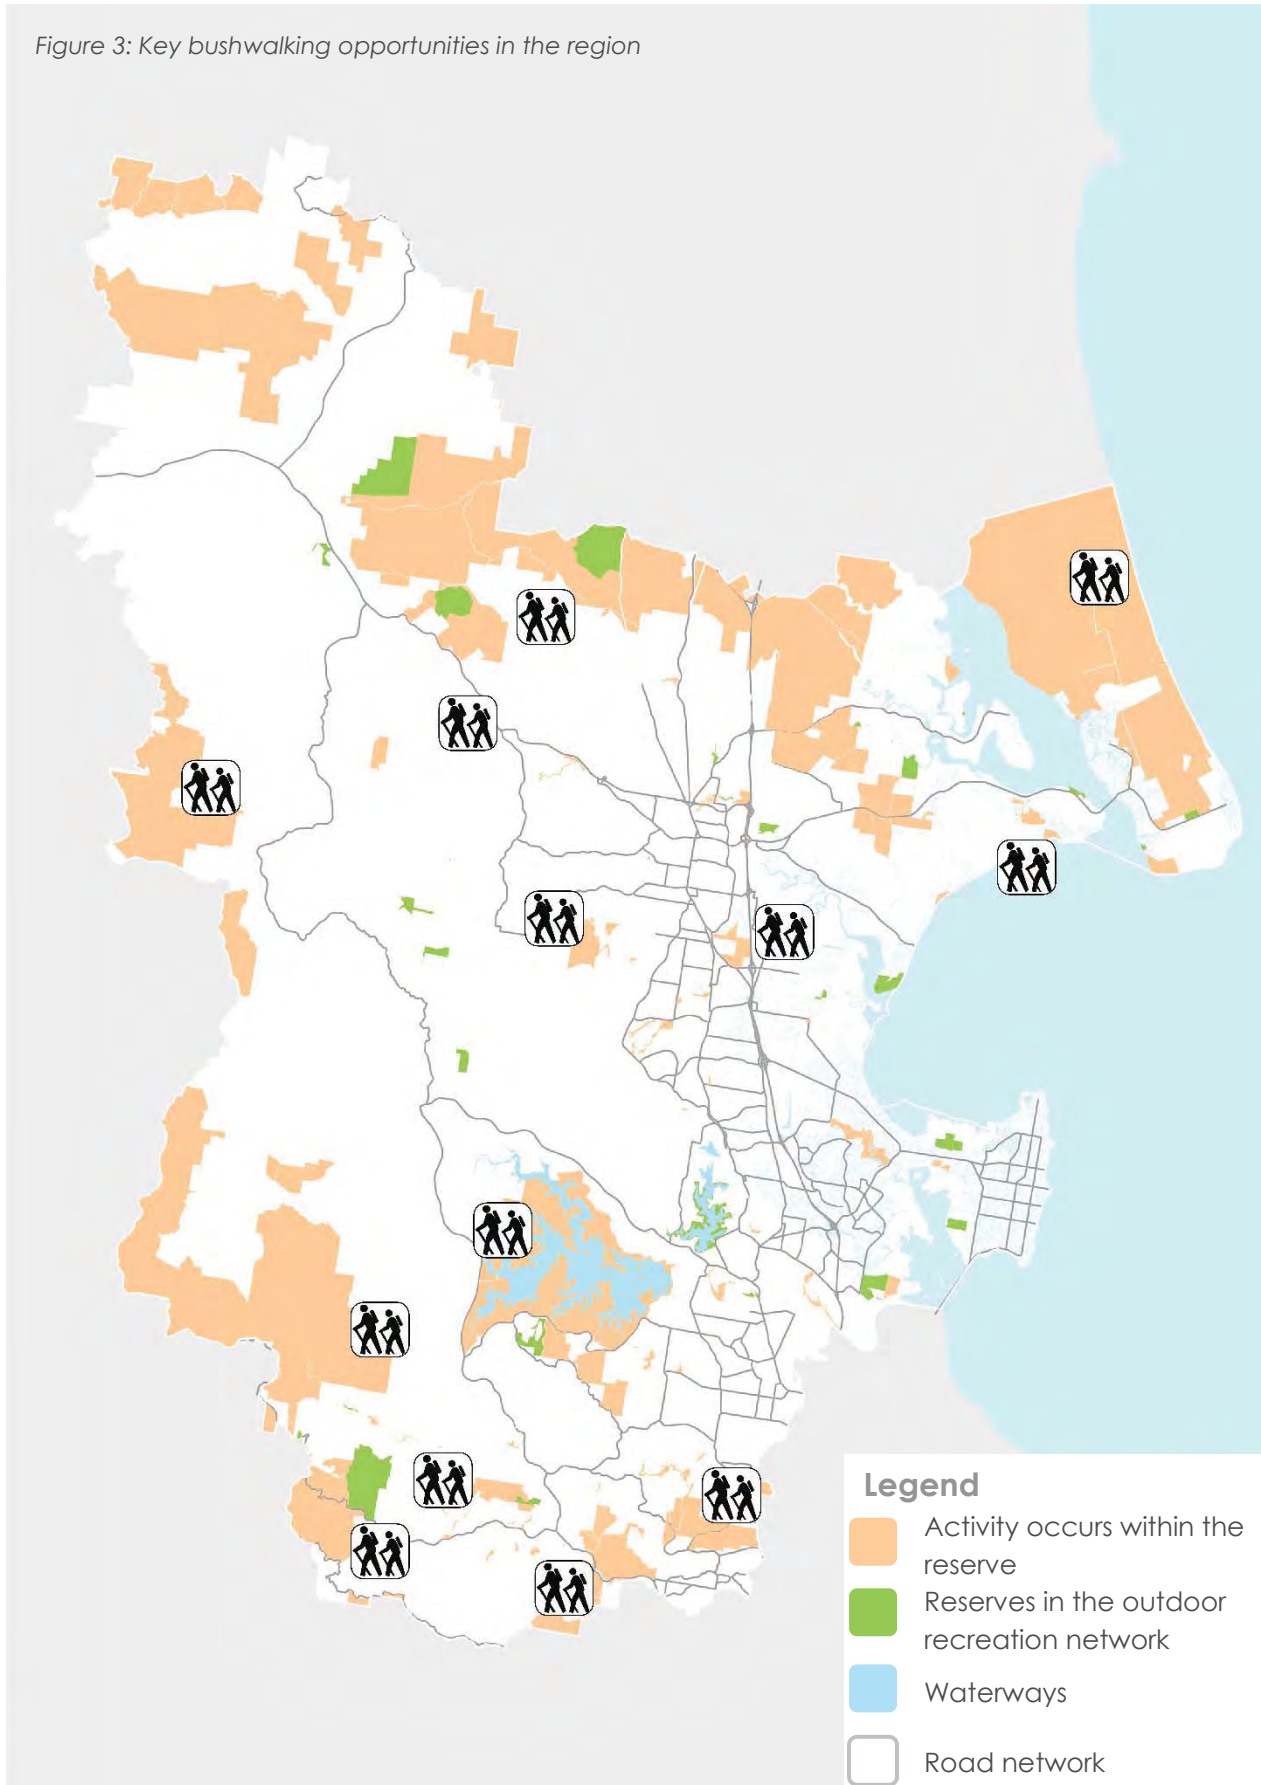 Figure 3: Key bushwalking opportunities in the region
Legend
Activity occurs within the
reserve
Reserves in the outdoor
recreation network
Waterways
Road network